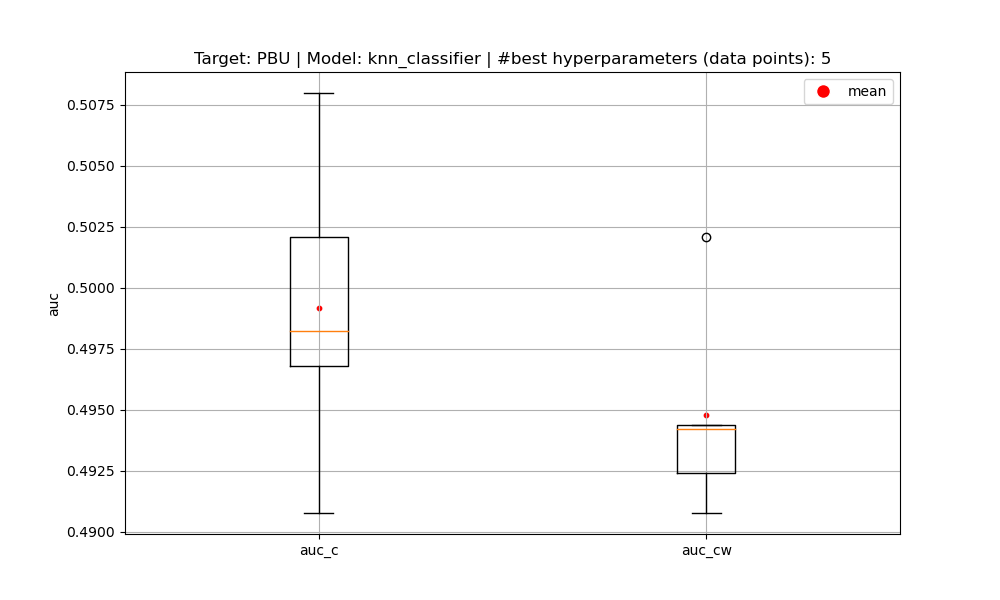 Target: PBU | Model: knn_classifier | #best hyperparameters (data points): 5
mean
0.5075
0.5050
0.5025
0.5000
0.4975
0.4950
0.4925
0.4900
auc
auc_c
auc_cw